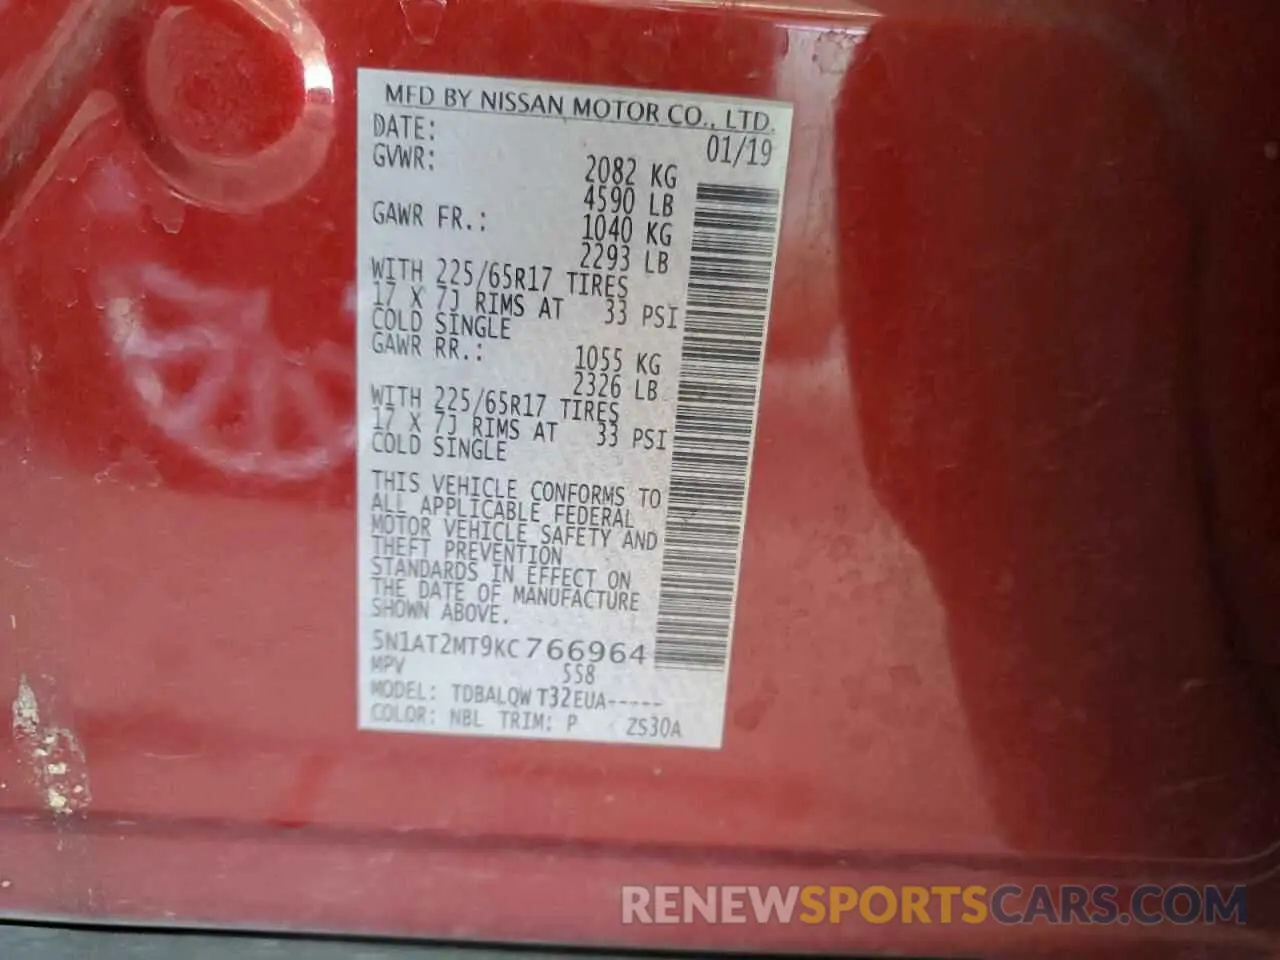 MFD BY NISSAN MOTOR CO., LTD.
DATE: 01/19
GVWR: 2082 KG
4590 LB
GAWR FR.: 1040 KG
2293 LB
WITH 225/65R17 TIRES
17 X 7J RIMS AT 33 PSI
COLD SINGLE
GAWR RR.: 1055 KG
2326 LB
WITH 225/65R17 TIRES
17 X 7J RIMS AT 33 PSI
COLD SINGLE
THIS VEHICLE CONFORMS TO
ALL APPLICABLE FEDERAL
MOTOR VEHICLE SAFETY AND
THEFT PREVENTION
STANDARDS IN EFFECT ON
THE DATE OF MANUFACTURE
SHOWN ABOVE.
5N1AT2MT9KC766964
MPV 558
MODEL: TDBALQW T32EUA-----
COLOR: NBL TRIM: P ZS30A
RENEWSPORTSCARS.COM